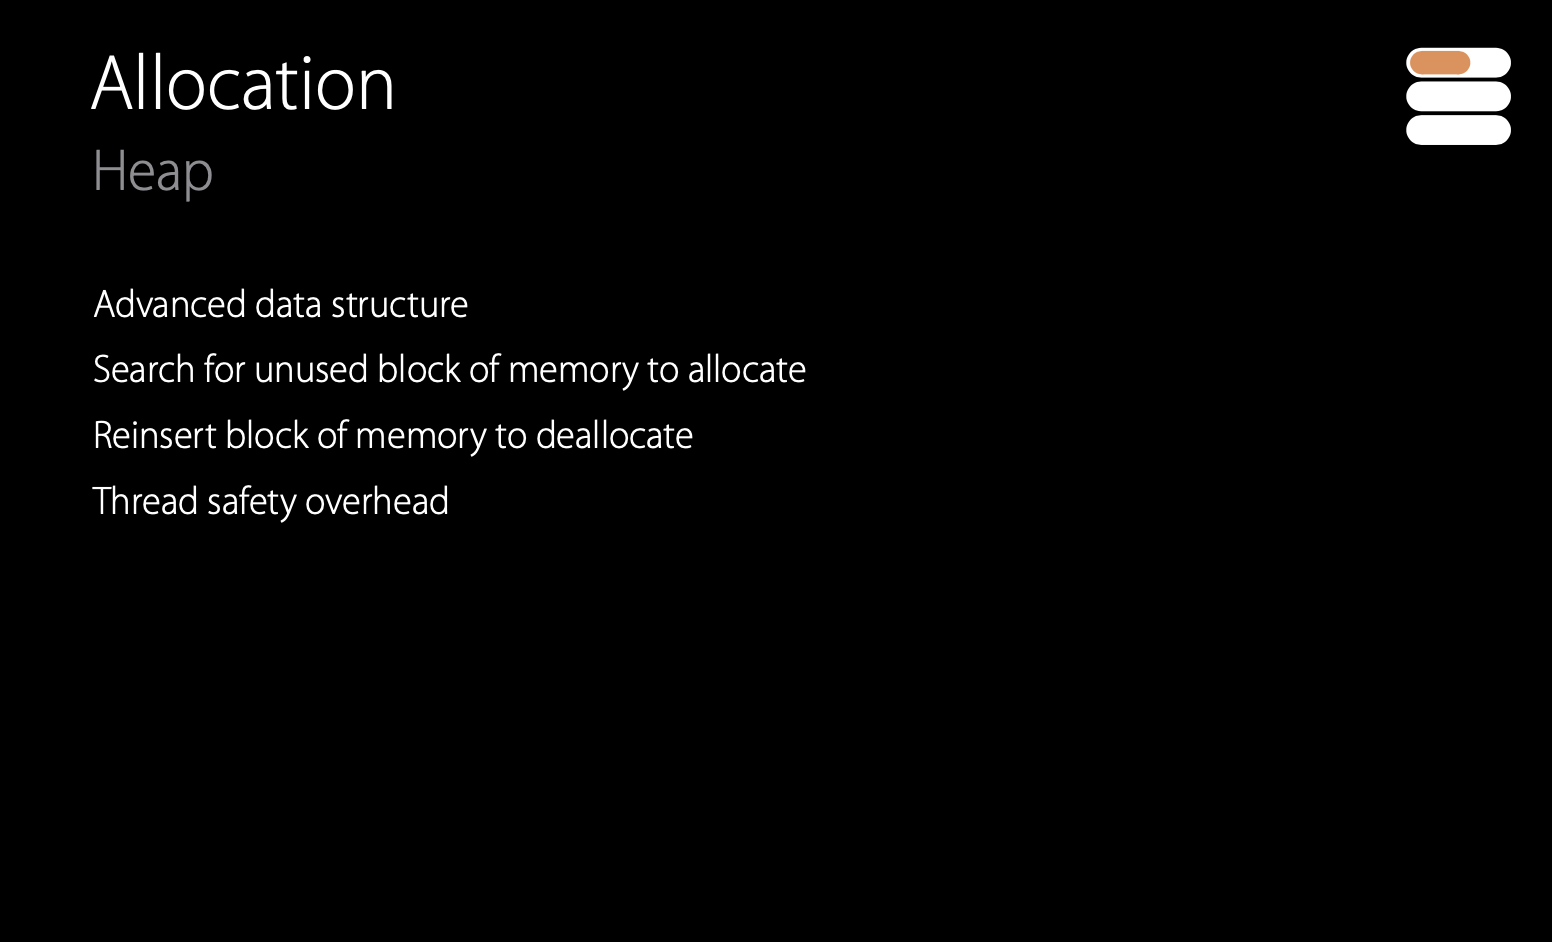 Allocation
Heap
Advanced data structure
Search for unused block of memory to allocate
Reinsert block of memory to deallocate
Thread safety overhead